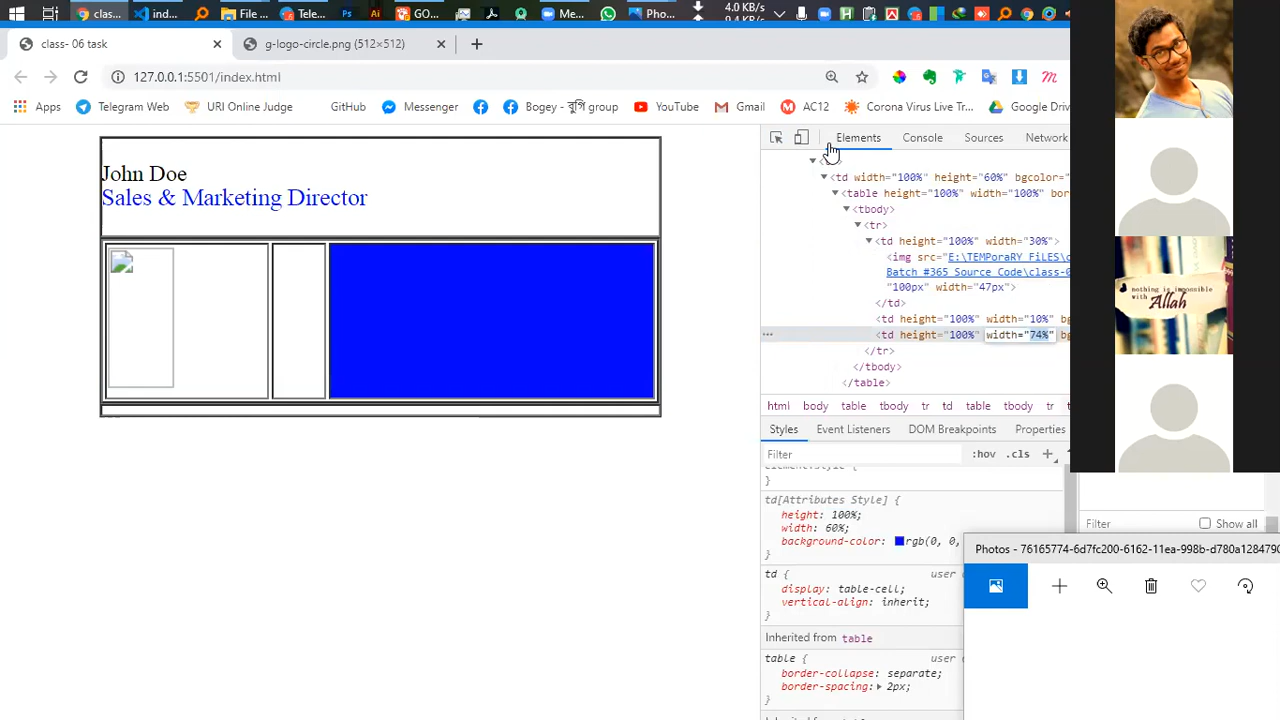 clas:
ind:
File ...
Tele
GO...
me...
Me...
Pho...
4.0 KB/s
9.4 KB/s
class- 06 task
g-logo-circle.png (512×512)
127.0.0.1:5501/index.html
Apps
Telegram Web
URI Online Judge
GitHub
Messenger
Bogey - বুগি group
YouTube
Gmail
AC12
Corona Virus Live Tr...
Google Driv
Elements
Console
Sources
Network
<td width="100%" height="60%" bgcolor="
<table height="100%" width="100%" bor
<tbody>
<tr>
<td height="100%" width="30%">
<img src="E:\TEMPoraRY FiLES\
Batch #365 Source Code\class-0
"100px" width="47px">
</td>
<td height="100%" width="10%" bg
<td height="100%" width="74%" bg
</tr>
</tbody>
</table>
html body table tbody tr td table tbody tr
Styles
Event Listeners
DOM Breakpoints
Properties
Filter
:hov .cls
element.style {
}
td[Attributes Style] {
height: 100%;
width: 60%;
background-color: rgb(0, 0,
}
td {
user
display: table-cell;
vertical-align: inherit;
}
Inherited from table
table {
user
border-collapse: separate;
border-spacing: 2px;
}
John Doe
Sales & Marketing Director
nothing is impossible
with Allah
Filter
Show all
Photos - 76165774-6d7fc200-6162-11ea-998b-d780a1284790